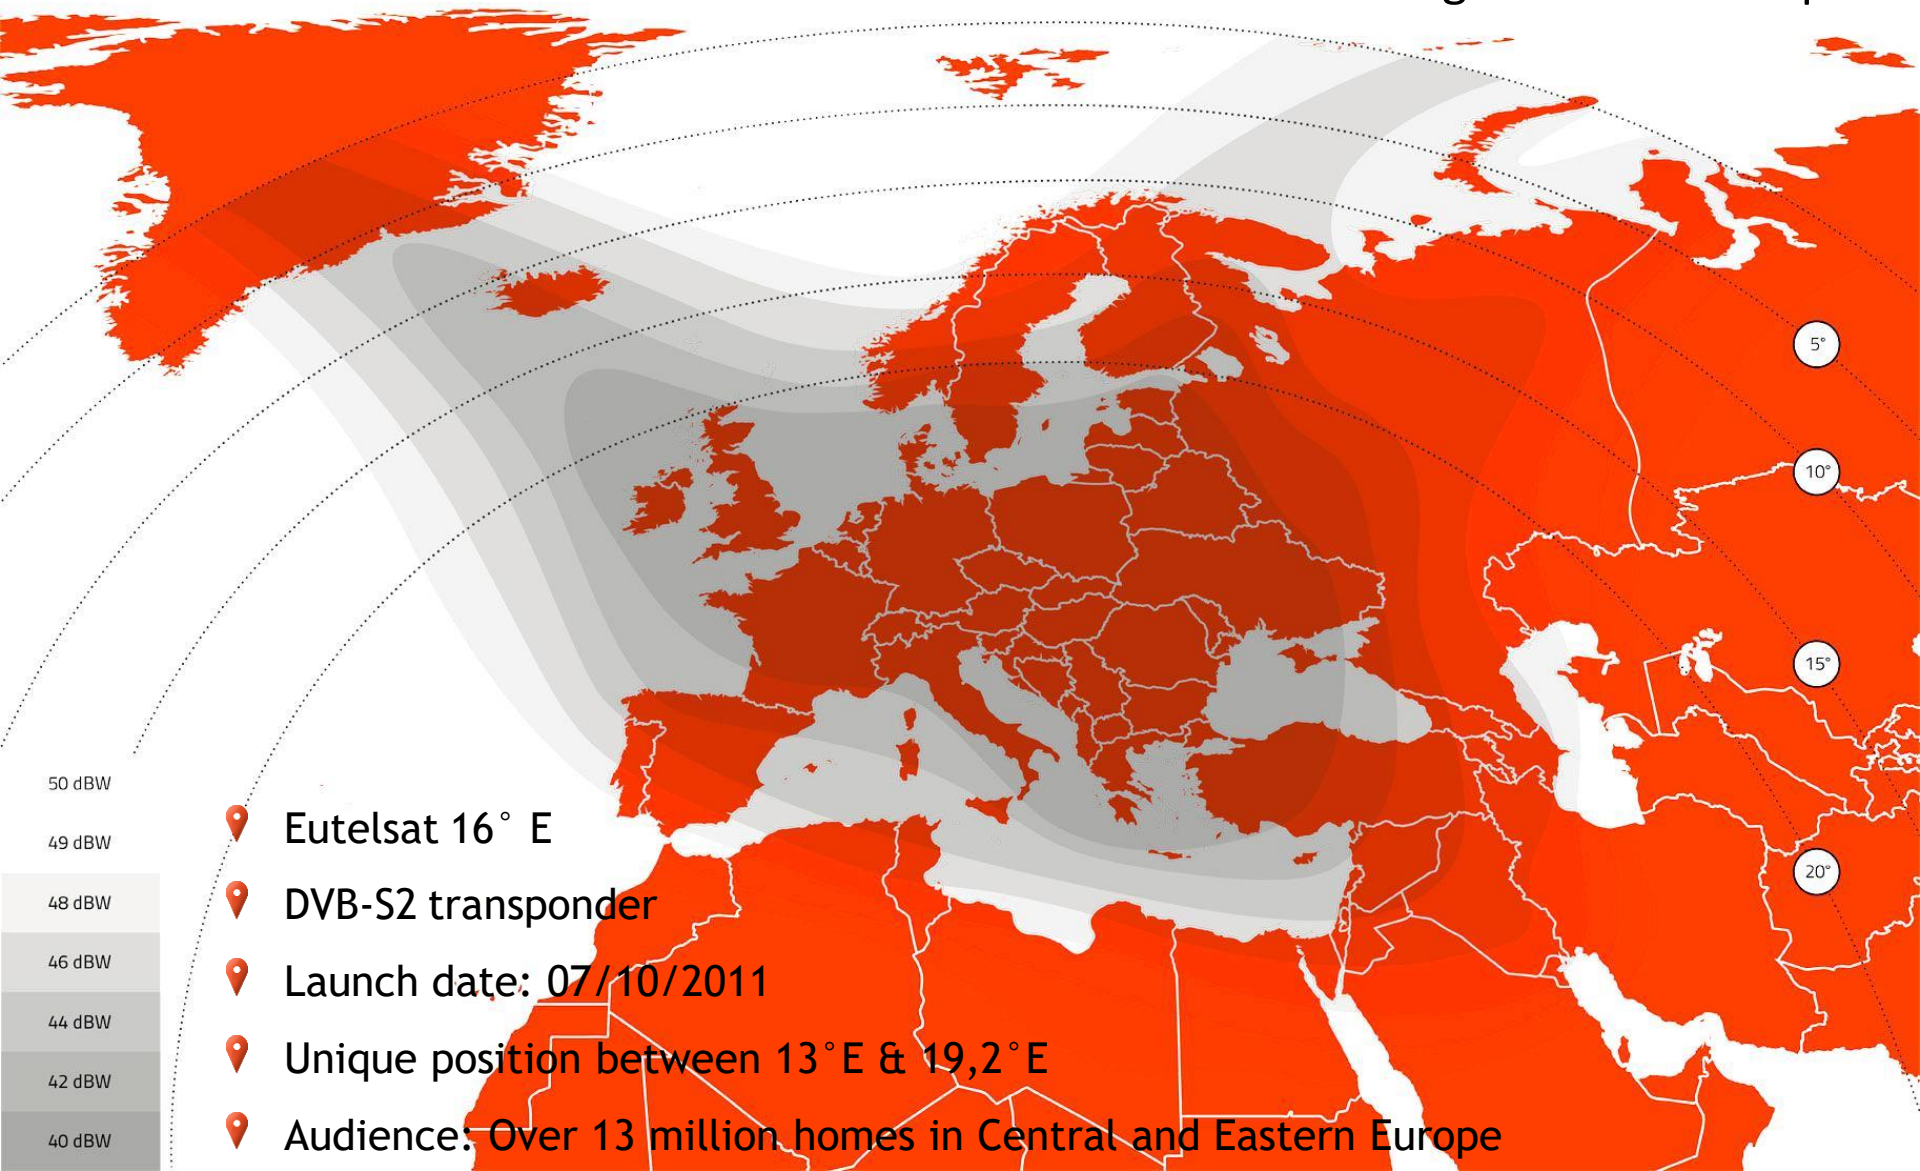 5°
10°
15°
20°
50 dBW
49 dBW
48 dBW
46 dBW
44 dBW
42 dBW
40 dBW
Eutelsat 16° E
DVB-S2 transponder
Launch date: 07/10/2011
Unique position between 13°E & 19,2°E
Audience: Over 13 million homes in Central and Eastern Europe